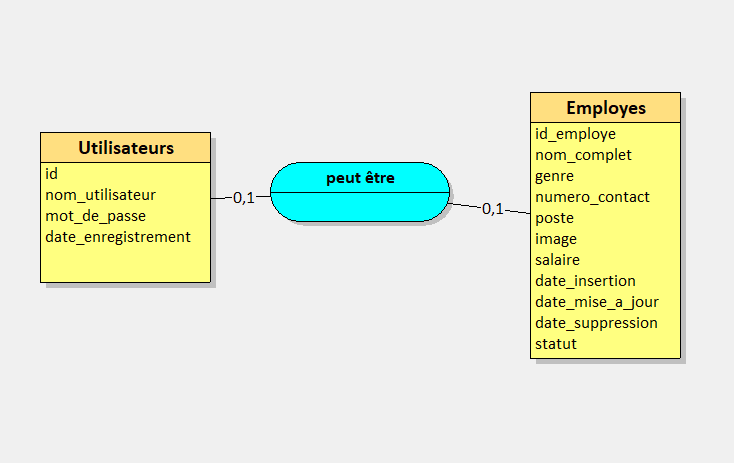 Utilisateurs
id
nom_utilisateur
mot_de_passe
date_enregistrement
0,1
peut être
0,1
Employes
id_employe
nom_complet
genre
numero_contact
poste
image
salaire
date_insertion
date_mise_a_jour
date_suppression
statut